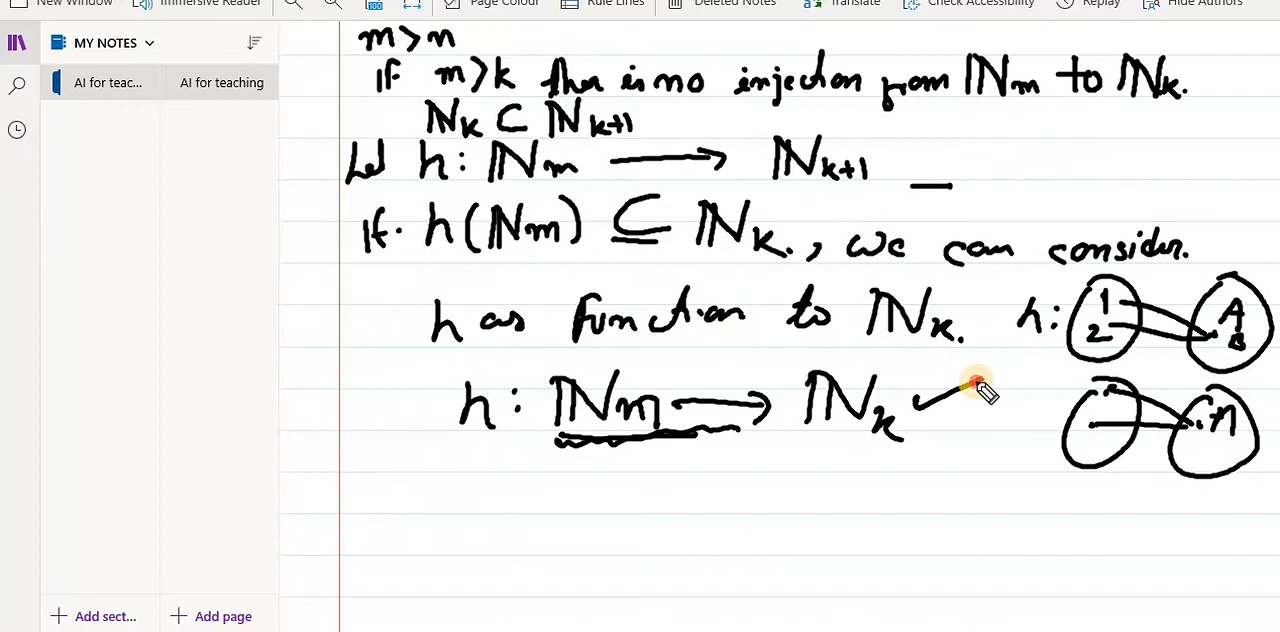 New Window Immersive Reader 100 Page Colour Rule Lines Deleted Notes Translate Check Accessibility Replay Hide Authors
MY NOTES
AI for teac... AI for teaching
m > n
If m > k then is no injection from ℕm to ℕk.
ℕk ⊂ ℕk+1
Let h: ℕm ⟶ ℕk+1
If. h(ℕm) ⊆ ℕk., we can consider.
h as function to ℕk. h: 1 2 A B
h: ℕm ⟶ ℕk ✓ A
Add sect... Add page